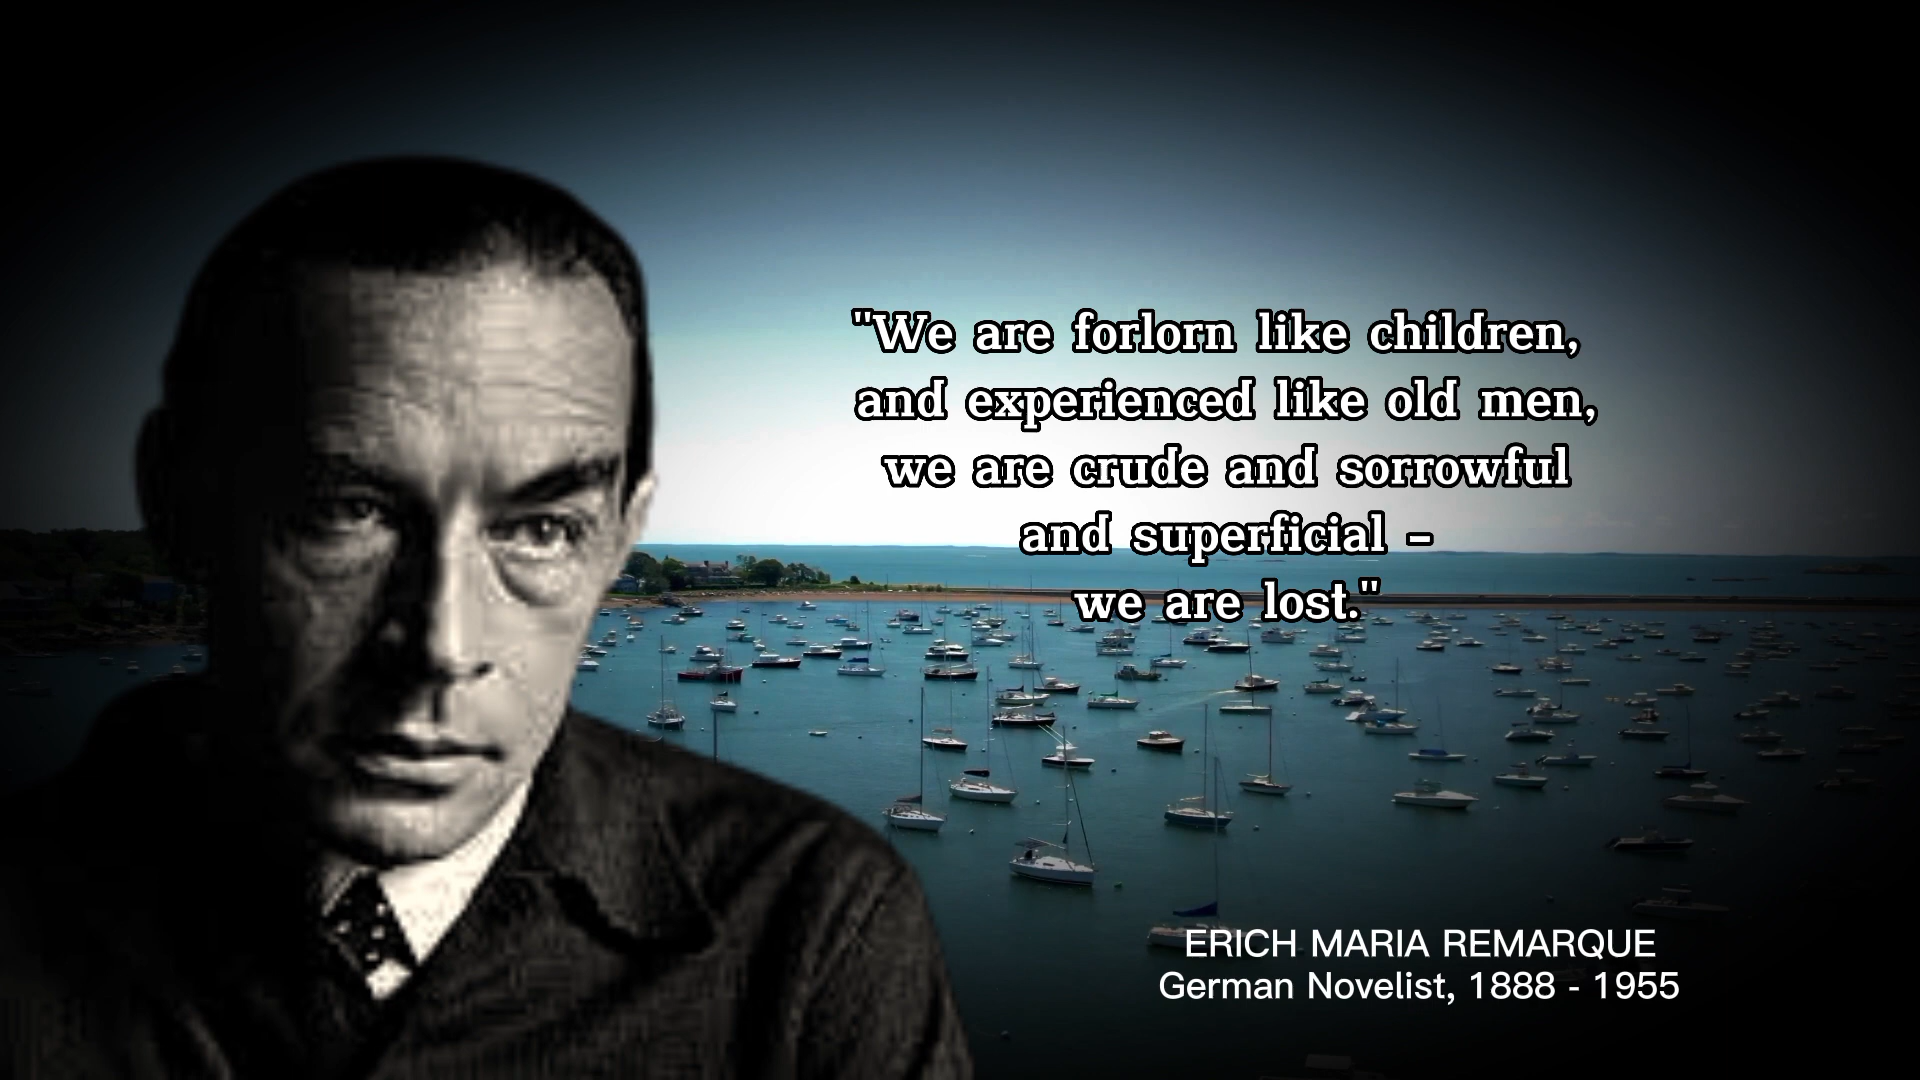 "We are forlorn like children,
and experienced like old men,
we are crude and sorrowful
and superficial –
we are lost."
ERICH MARIA REMARQUE
German Novelist, 1888 - 1955